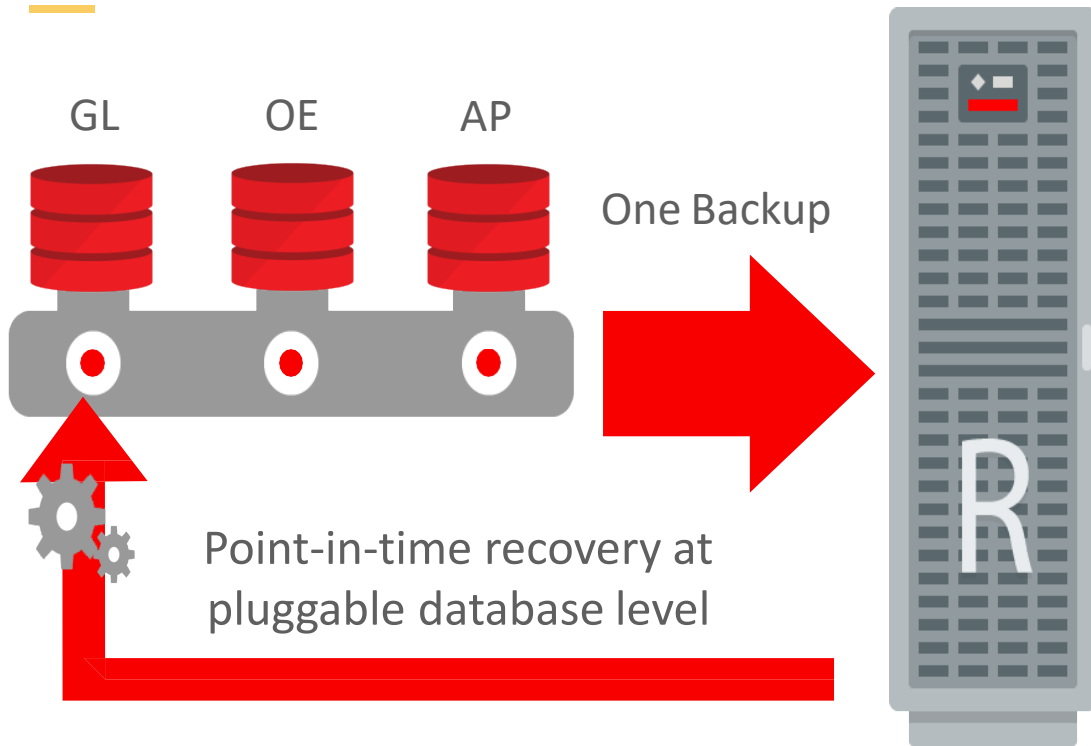 GL
OE
AP
One Backup
Point-in-time recovery at
pluggable database level
R